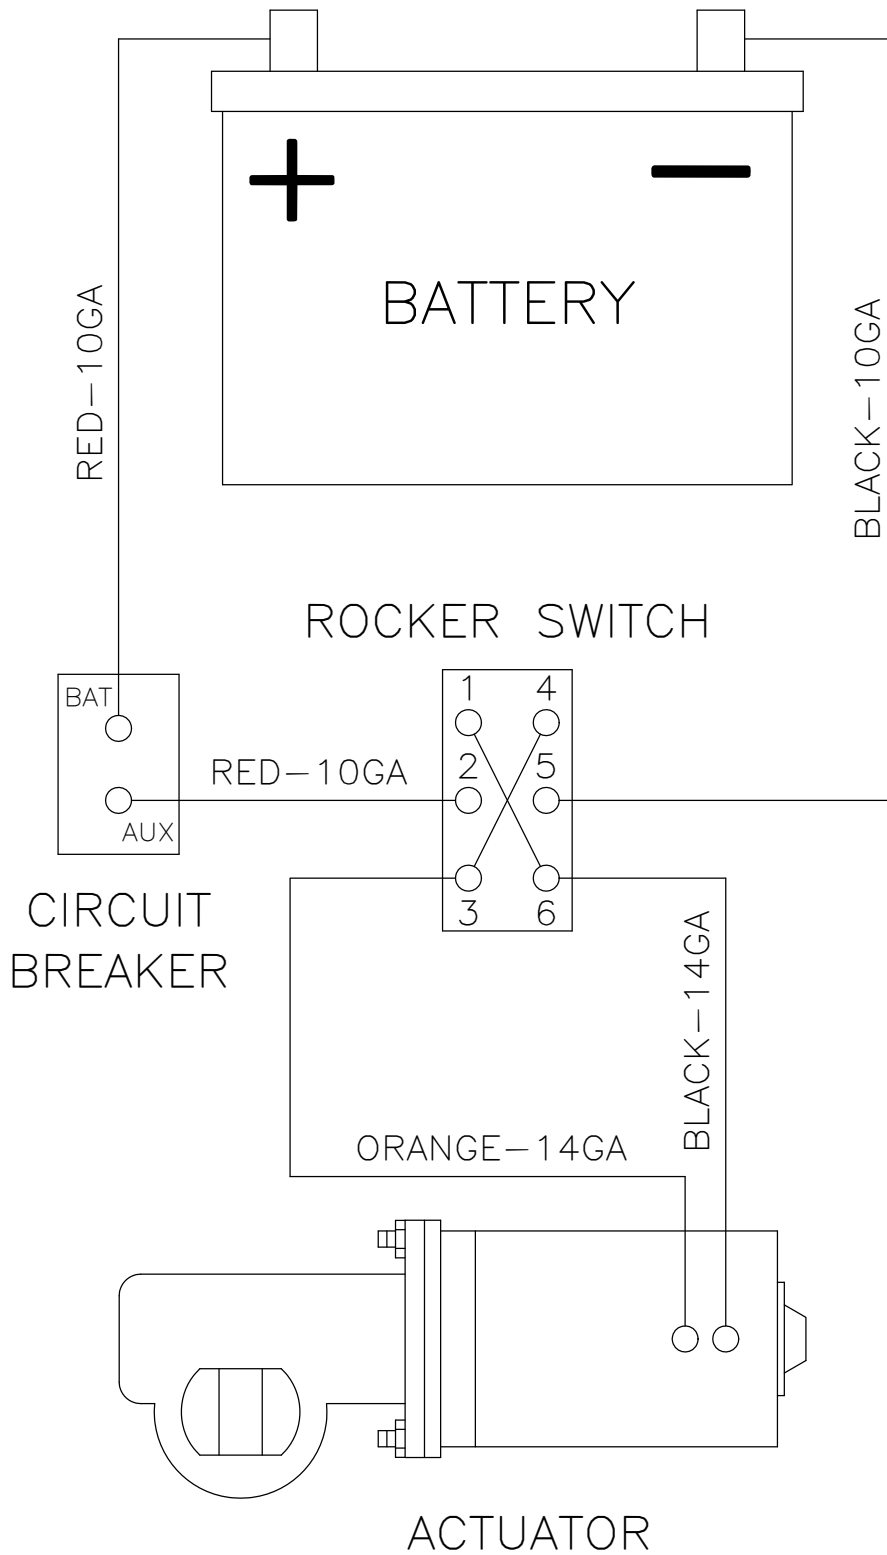 + −
BATTERY
RED-10GA
BLACK-10GA
ROCKER SWITCH
BAT
1 4
2 5
RED-10GA
AUX
3 6
CIRCUIT
BREAKER
BLACK-14GA
ORANGE-14GA
ACTUATOR